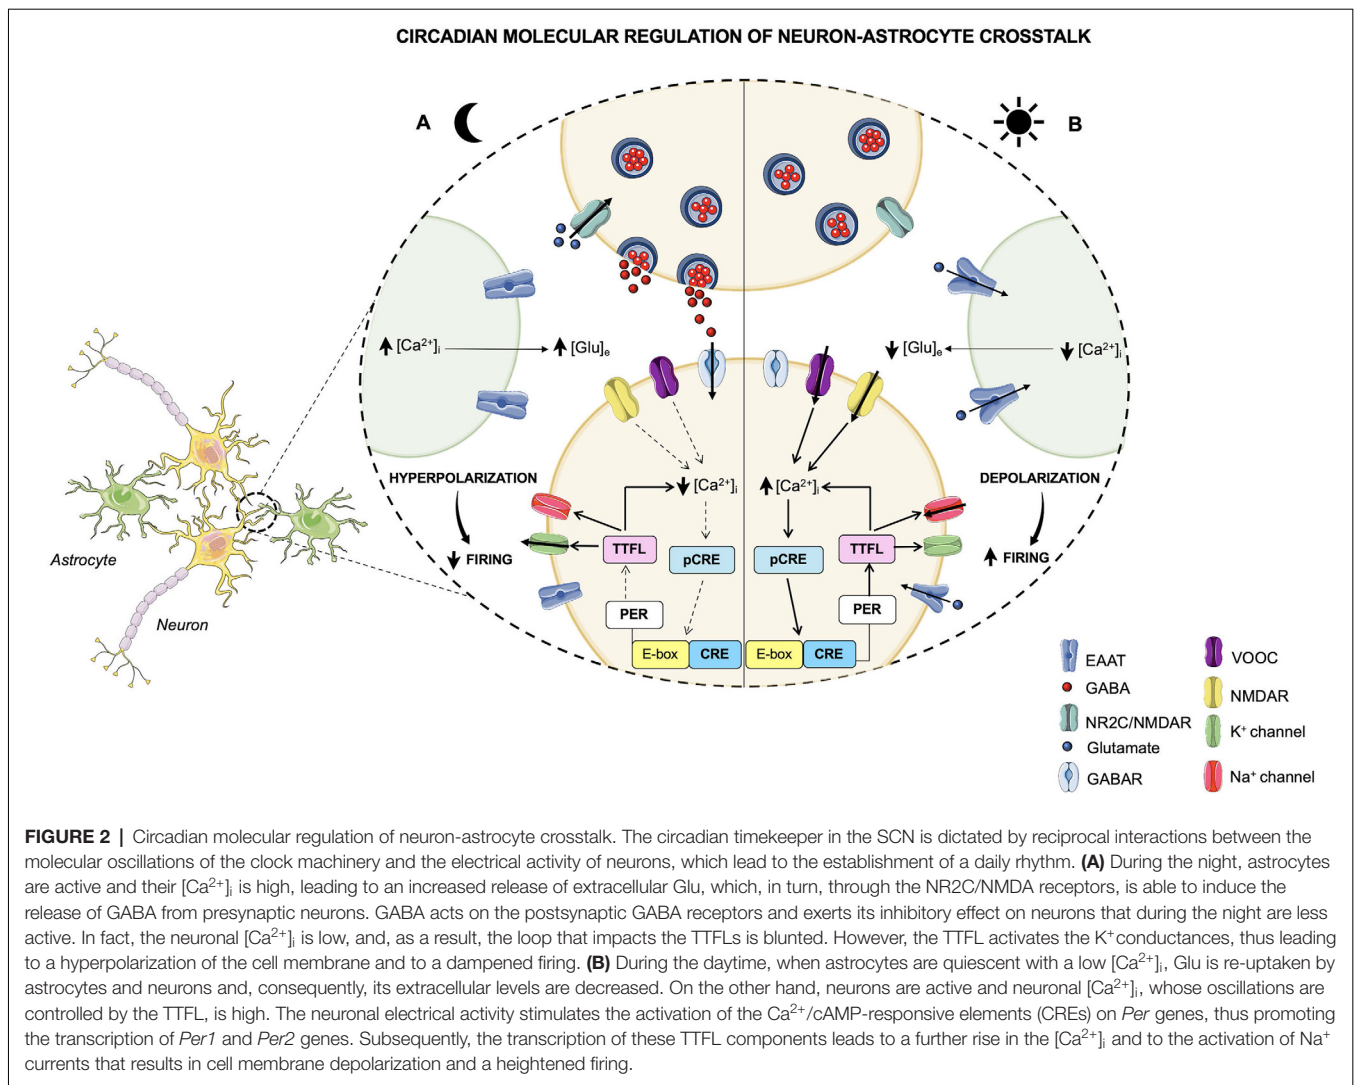 CIRCADIAN MOLECULAR REGULATION OF NEURON-ASTROCYTE CROSSTALK
A
B
[Ca²⁺]ᵢ
[Glu]ₑ
[Glu]ₑ
[Ca²⁺]ᵢ
HYPERPOLARIZATION
[Ca²⁺]ᵢ
[Ca²⁺]ᵢ
DEPOLARIZATION
FIRING
TTFL
pCRE
pCRE
TTFL
FIRING
PER
PER
E-box
CRE
E-box
CRE
Astrocyte
Neuron
EAAT
GABA
NR2C/NMDAR
Glutamate
GABAR
VOOC
NMDAR
K⁺ channel
Na⁺ channel
FIGURE 2 | Circadian molecular regulation of neuron-astrocyte crosstalk. The circadian timekeeper in the SCN is dictated by reciprocal interactions between the
molecular oscillations of the clock machinery and the electrical activity of neurons, which lead to the establishment of a daily rhythm. (A) During the night, astrocytes
are active and their [Ca²⁺]ᵢ is high, leading to an increased release of extracellular Glu, which, in turn, through the NR2C/NMDA receptors, is able to induce the
release of GABA from presynaptic neurons. GABA acts on the postsynaptic GABA receptors and exerts its inhibitory effect on neurons that during the night are less
active. In fact, the neuronal [Ca²⁺]ᵢ is low, and, as a result, the loop that impacts the TTFLs is blunted. However, the TTFL activates the K⁺conductances, thus leading
to a hyperpolarization of the cell membrane and to a dampened firing. (B) During the daytime, when astrocytes are quiescent with a low [Ca²⁺]ᵢ, Glu is re-uptaken by
astrocytes and neurons and, consequently, its extracellular levels are decreased. On the other hand, neurons are active and neuronal [Ca²⁺]ᵢ, whose oscillations are
controlled by the TTFL, is high. The neuronal electrical activity stimulates the activation of the Ca²⁺/cAMP-responsive elements (CREs) on Per genes, thus promoting
the transcription of Per1 and Per2 genes. Subsequently, the transcription of these TTFL components leads to a further rise in the [Ca²⁺]ᵢ and to the activation of Na⁺
currents that results in cell membrane depolarization and a heightened firing.